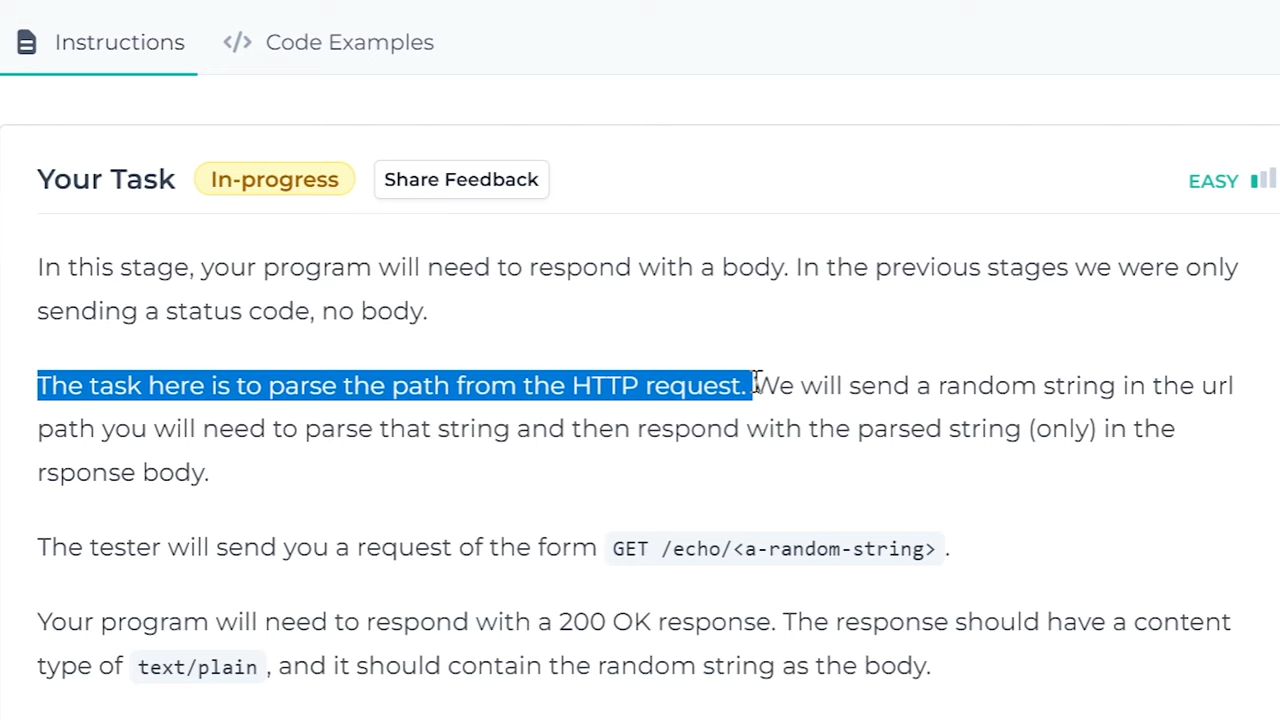 Instructions
</> Code Examples
Your Task In-progress Share Feedback EASY
In this stage, your program will need to respond with a body. In the previous stages we were only
sending a status code, no body.
The task here is to parse the path from the HTTP request. We will send a random string in the url
path you will need to parse that string and then respond with the parsed string (only) in the
rsponse body.
The tester will send you a request of the form GET /echo/<a-random-string>.
Your program will need to respond with a 200 OK response. The response should have a content
type of text/plain, and it should contain the random string as the body.